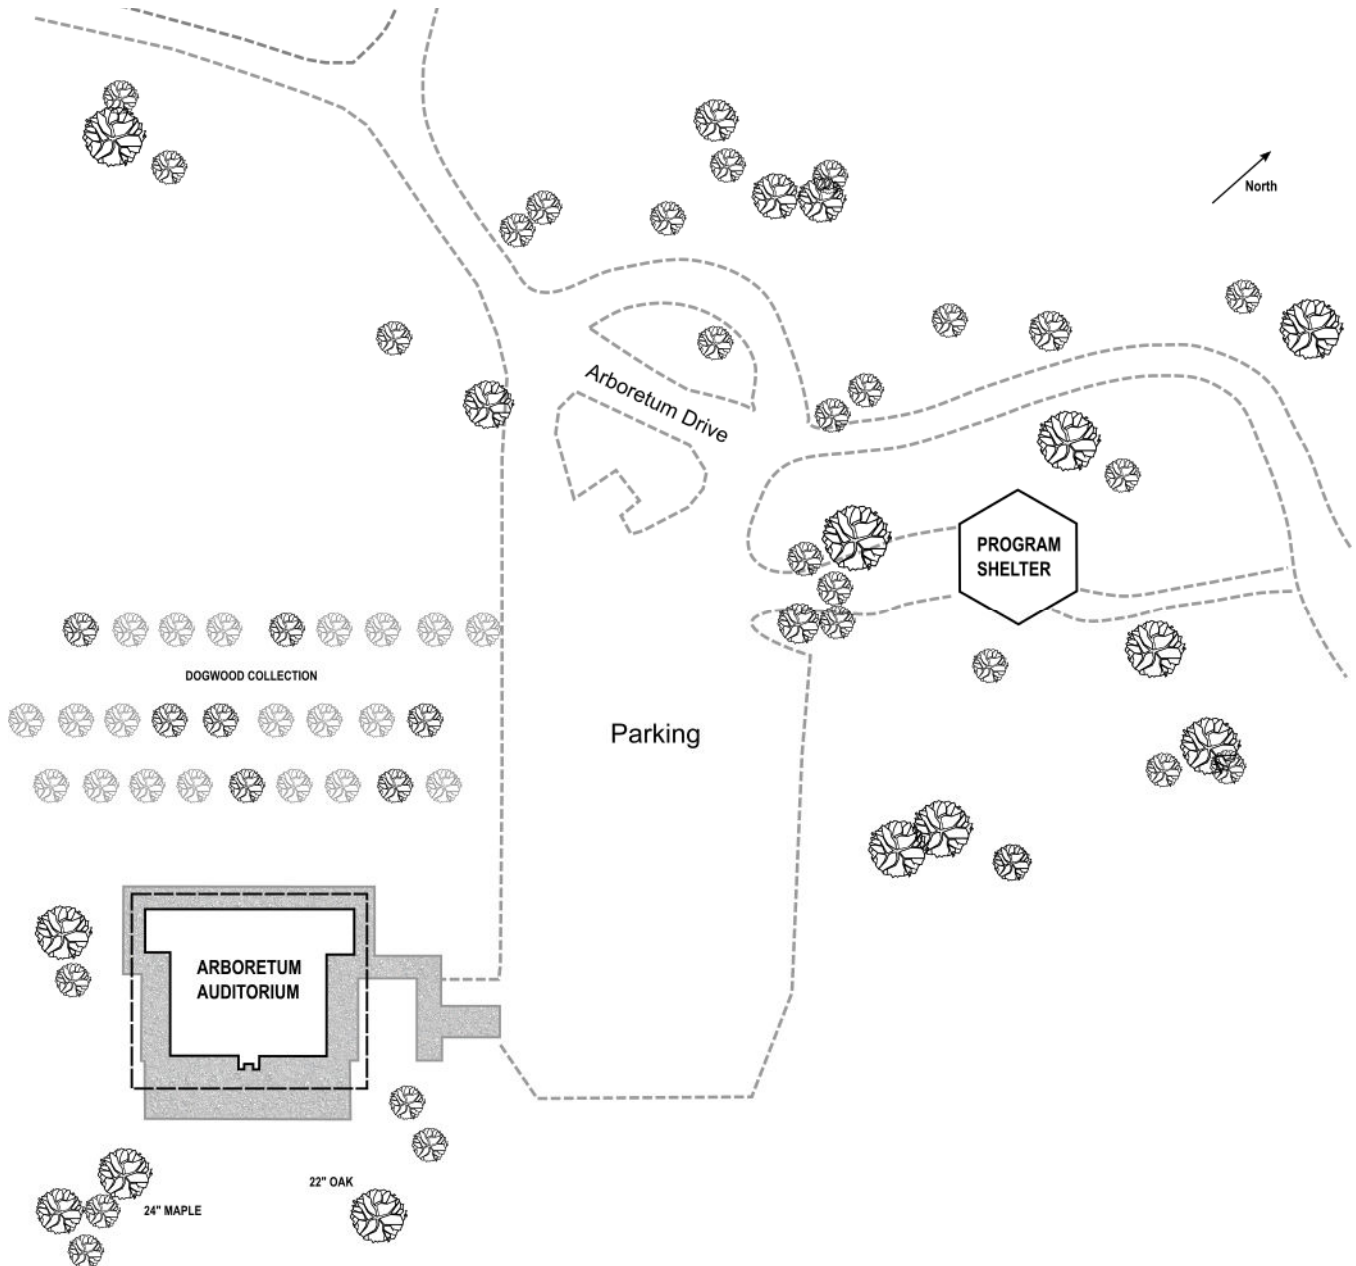 North
Arboretum Drive
PROGRAM
SHELTER
DOGWOOD COLLECTION
Parking
ARBORETUM
AUDITORIUM
22" OAK
24" MAPLE